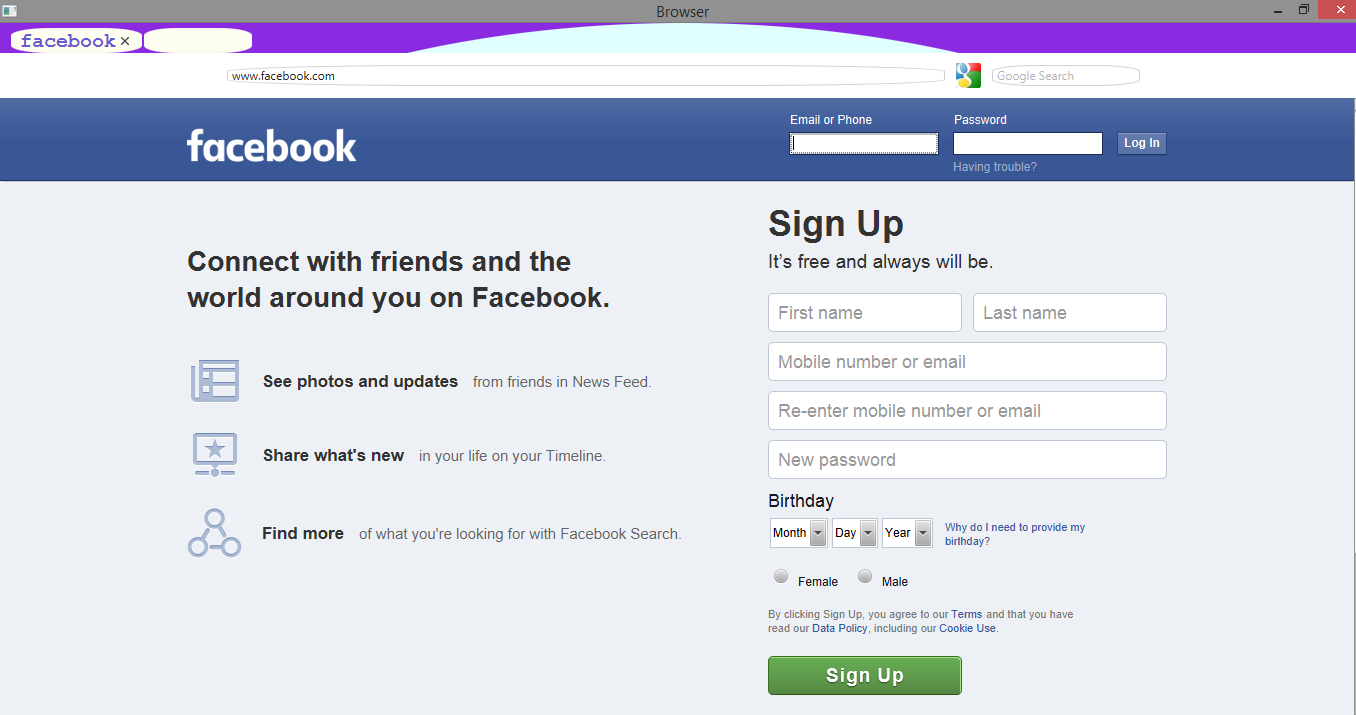 Browser
facebook ×
www.facebook.com
Google Search
facebook
Email or Phone
Password
Log In
Having trouble?
Connect with friends and the
world around you on Facebook.
See photos and updates from friends in News Feed.
Share what's new in your life on your Timeline.
Find more of what you're looking for with Facebook Search.
Sign Up
It’s free and always will be.
First name
Last name
Mobile number or email
Re-enter mobile number or email
New password
Birthday
Month
Day
Year
Why do I need to provide my
birthday?
Female
Male
By clicking Sign Up, you agree to our Terms and that you have
read our Data Policy, including our Cookie Use.
Sign Up